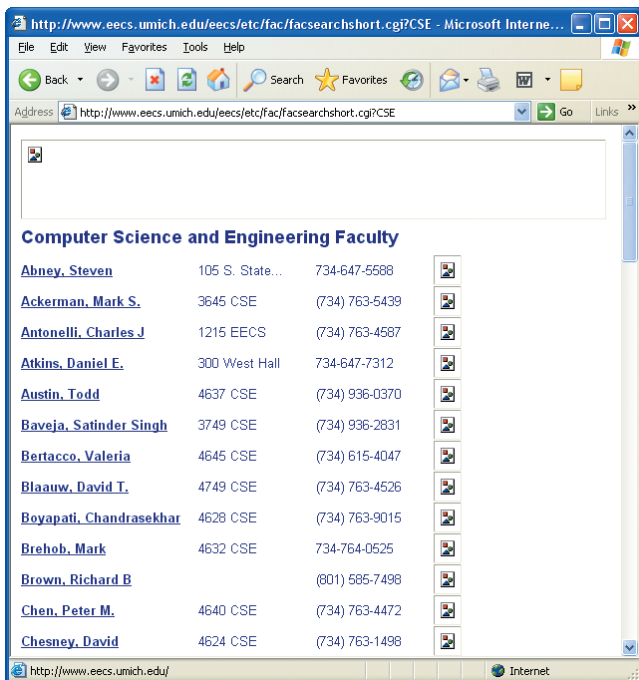 http://www.eecs.umich.edu/eecs/etc/fac/facsearchshort.cgi?CSE - Microsoft Interne...
File Edit View Favorites Tools Help
Back Search Favorites
Address http://www.eecs.umich.edu/eecs/etc/fac/facsearchshort.cgi?CSE Go Links »
Computer Science and Engineering Faculty
Abney, Steven 105 S. State... 734-647-5588
Ackerman, Mark S. 3645 CSE (734) 763-5439
Antonelli, Charles J 1215 EECS (734) 763-4587
Atkins, Daniel E. 300 West Hall 734-647-7312
Austin, Todd 4637 CSE (734) 936-0370
Baveja, Satinder Singh 3749 CSE (734) 936-2831
Bertacco, Valeria 4645 CSE (734) 615-4047
Blaauw, David T. 4749 CSE (734) 763-4526
Boyapati, Chandrasekhar 4628 CSE (734) 763-9015
Brehob, Mark 4632 CSE 734-764-0525
Brown, Richard B (801) 585-7498
Chen, Peter M. 4640 CSE (734) 763-4472
Chesney, David 4624 CSE (734) 763-1498
http://www.eecs.umich.edu/ Internet